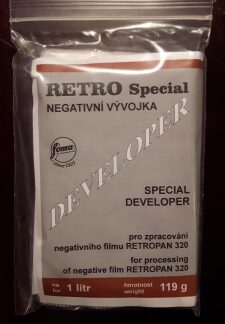 RETRO Special
NEGATIVNÍ VÝVOJKA
foma
DEVELOPER
SPECIAL
DEVELOPER
pro zpracování
negativního filmu RETROPAN 320
for processing
of negative film RETROPAN 320
na
for 1 litr hmotnost
weight 119 g